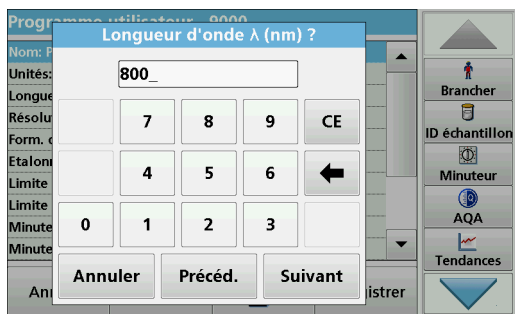 Programme utilisateur 9000
Longueur d'onde λ (nm) ?
Nom: P
Unités:
800_
Longue
Résolu
7 8 9 CE
Form. d
Etalonn
4 5 6
Limite
Limite
0 1 2 3
Minute
Minute
Annuler Précéd. Suivant
An istrer
Brancher
ID échantillon
Minuteur
AQA
Tendances